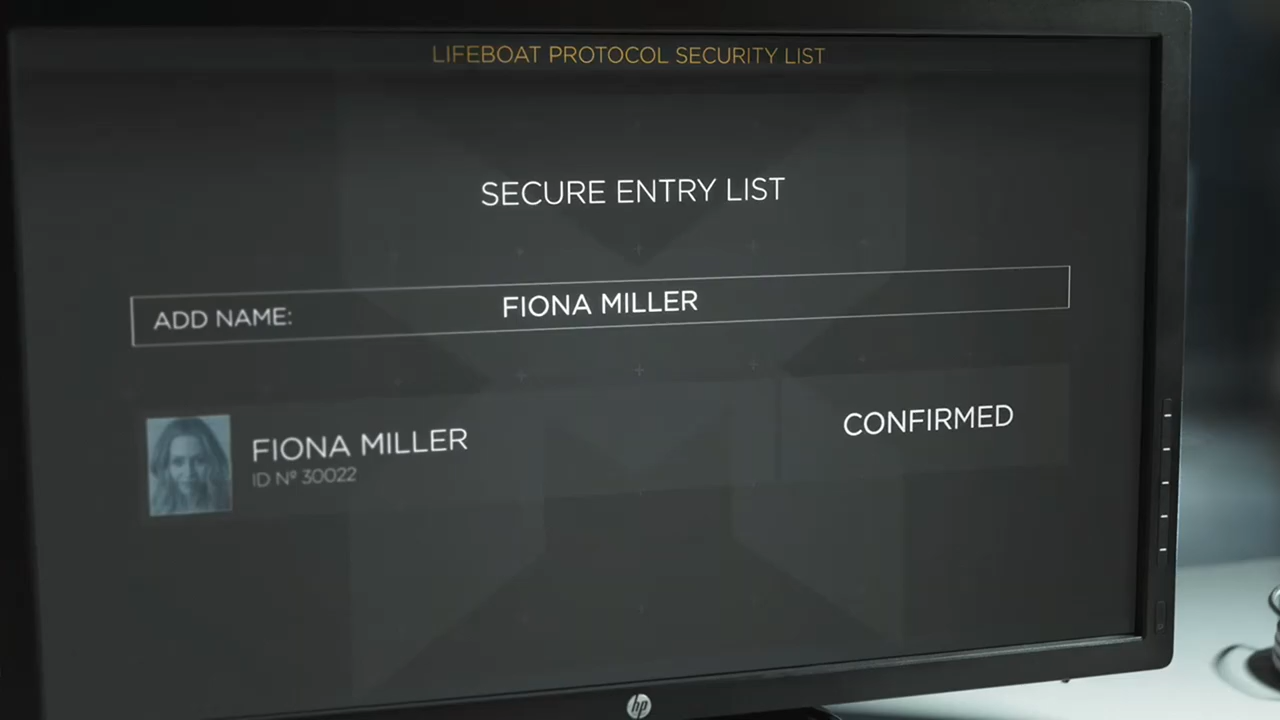 LIFEBOAT PROTOCOL SECURITY LIST
SECURE ENTRY LIST
ADD NAME: FIONA MILLER
FIONA MILLER
ID Nº 30022
CONFIRMED
hp